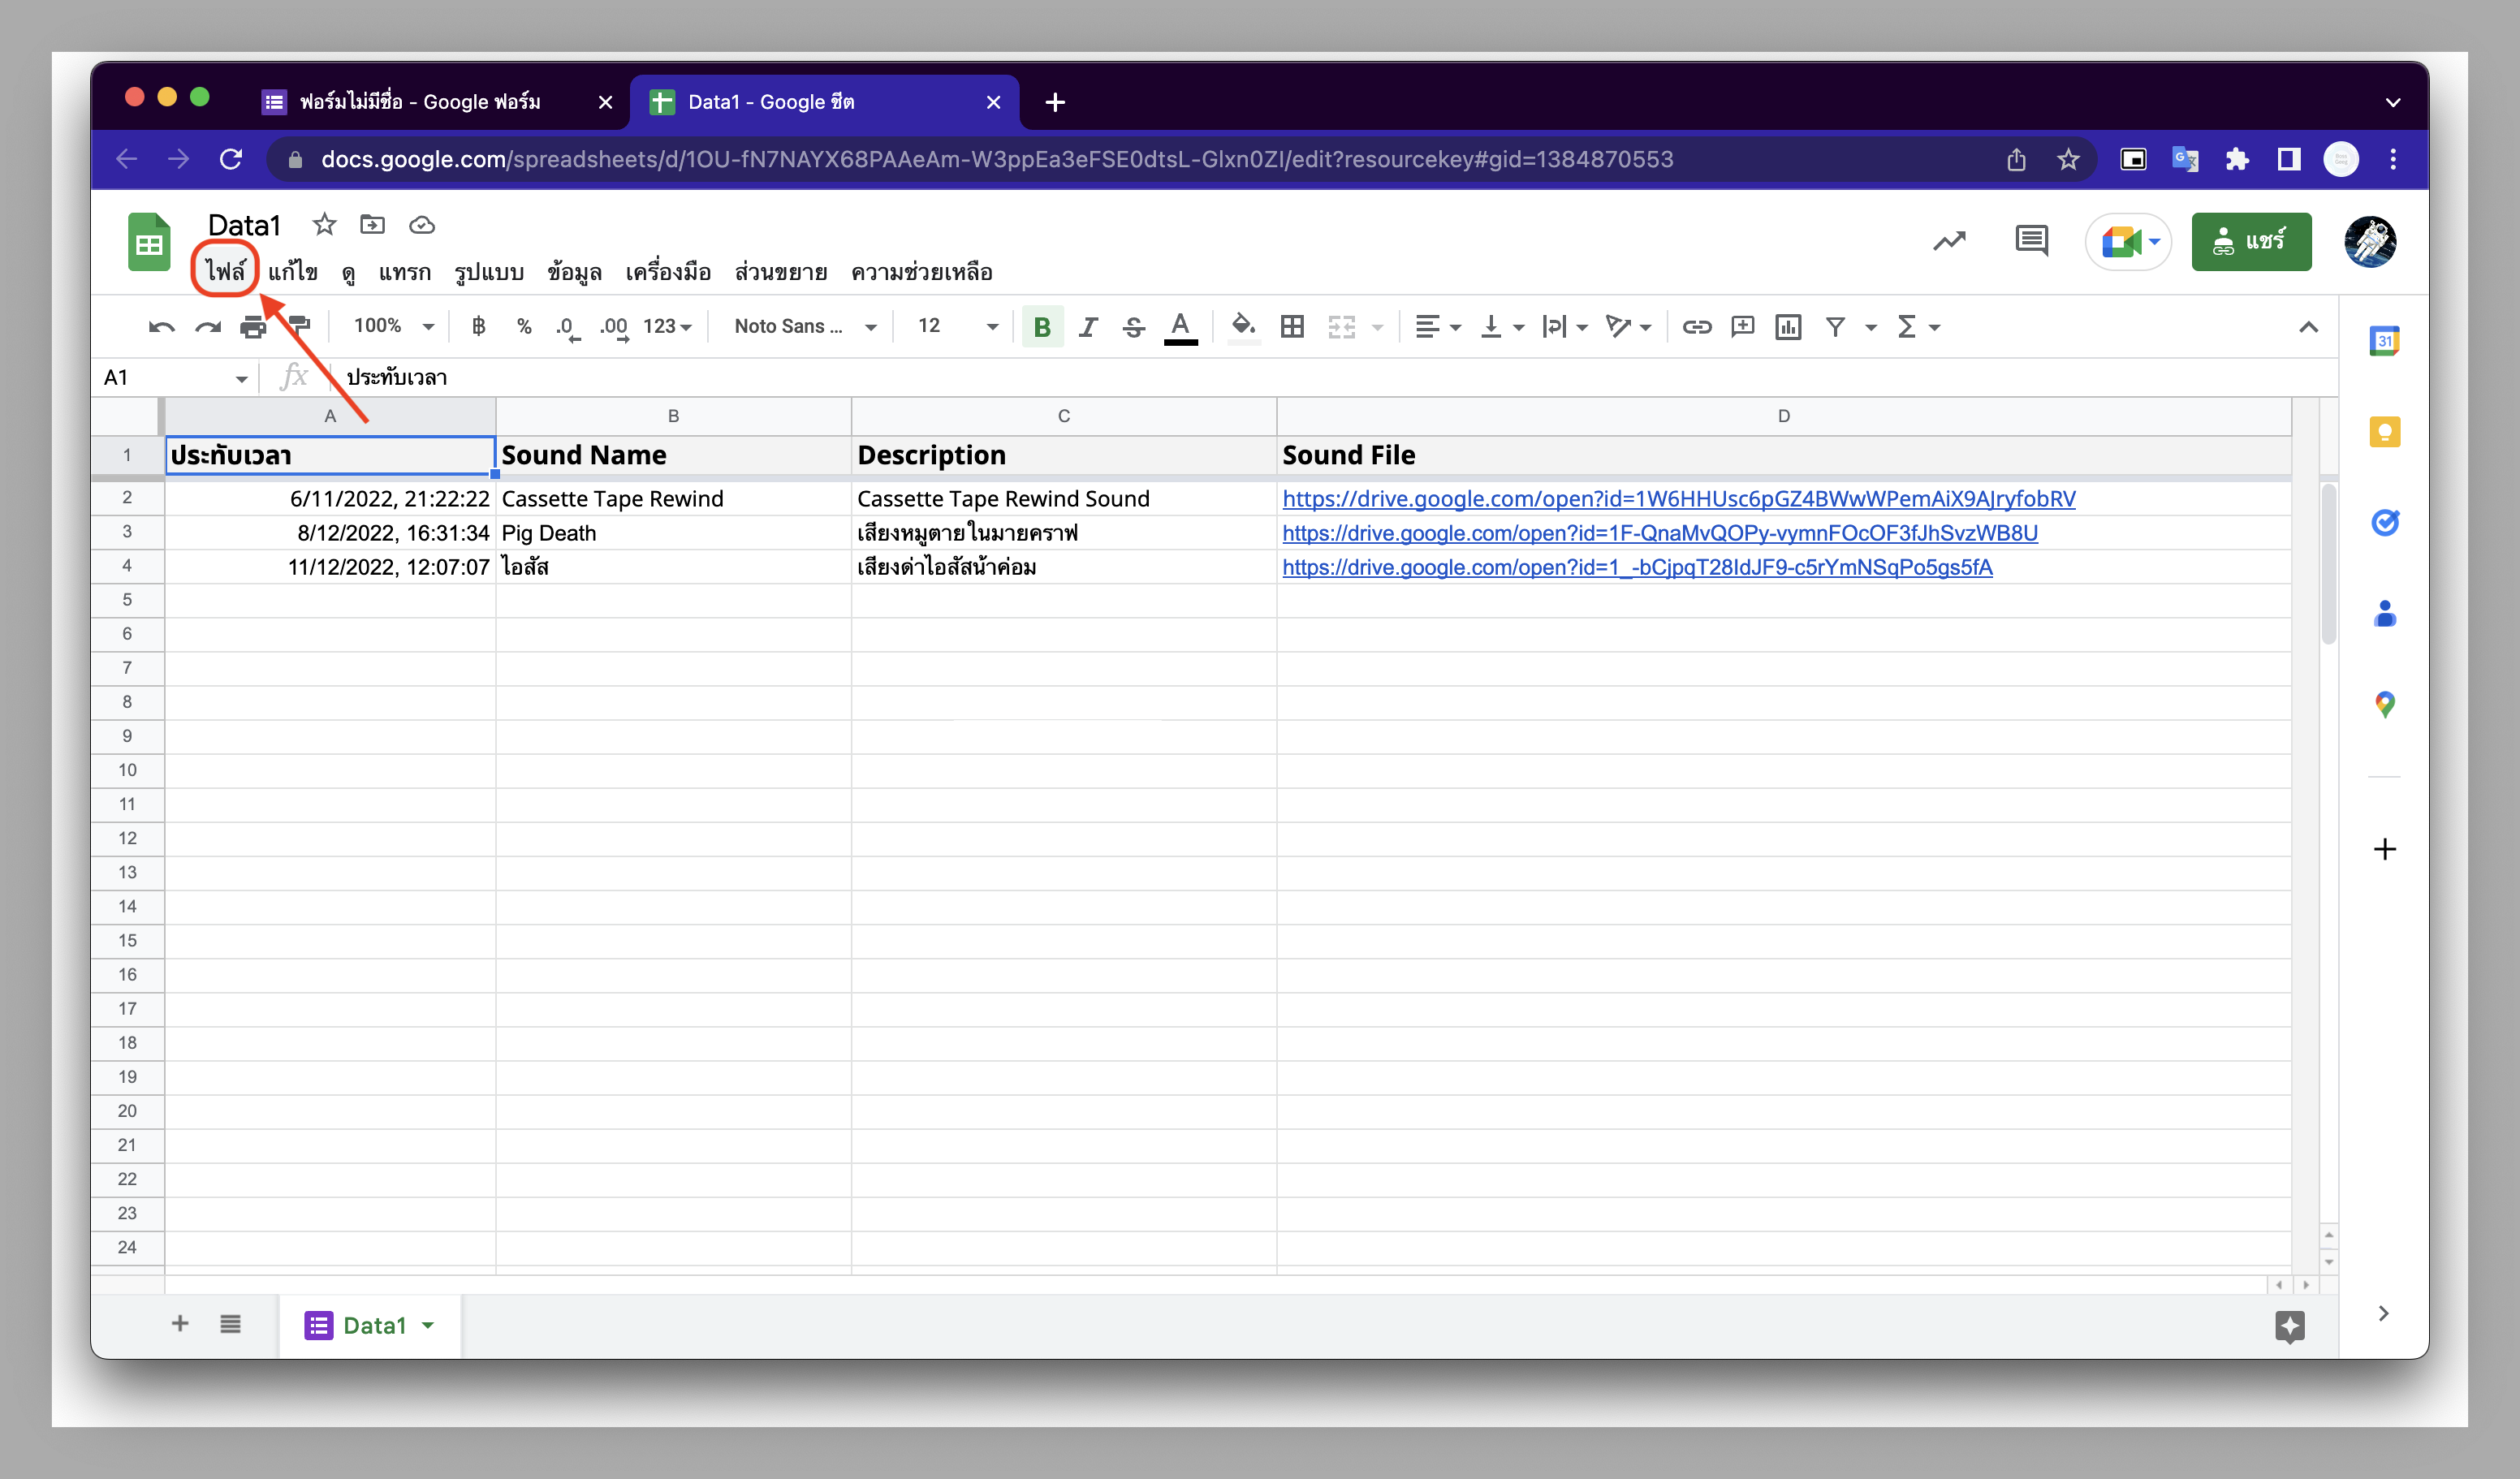 ฟอร์มไม่มีชื่อ - Google ฟอร์ม
Data1 - Google ชีต
docs.google.com/spreadsheets/d/1OU-fN7NAYX68PAAeAm-W3ppEa3eFSE0dtsL-Glxn0ZI/edit?resourcekey#gid=1384870553
Data1
ไฟล์ แก้ไข ดู แทรก รูปแบบ ข้อมูล เครื่องมือ ส่วนขยาย ความช่วยเหลือ
แชร์
100% ฿ % .0 .00 123 Noto Sans ... 12 B I S A
31
A1 fx ประทับเวลา
A B C D
1 ประทับเวลา Sound Name Description Sound File
2 6/11/2022, 21:22:22 Cassette Tape Rewind Cassette Tape Rewind Sound https://drive.google.com/open?id=1W6HHUsc6pGZ4BWwWPemAiX9AJryfobRV
3 8/12/2022, 16:31:34 Pig Death เสียงหมูตายในมายคราฟ https://drive.google.com/open?id=1F-QnaMvQOPy-vymnFOcOF3fJhSvzWB8U
4 11/12/2022, 12:07:07 ไอสัส เสียงด่าไอสัสน้าค่อม https://drive.google.com/open?id=1_-bCjpqT28IdJF9-c5rYmNSqPo5gs5fA
5
6
7
8
9
10
11
12
13
14
15
16
17
18
19
20
21
22
23
24
Data1